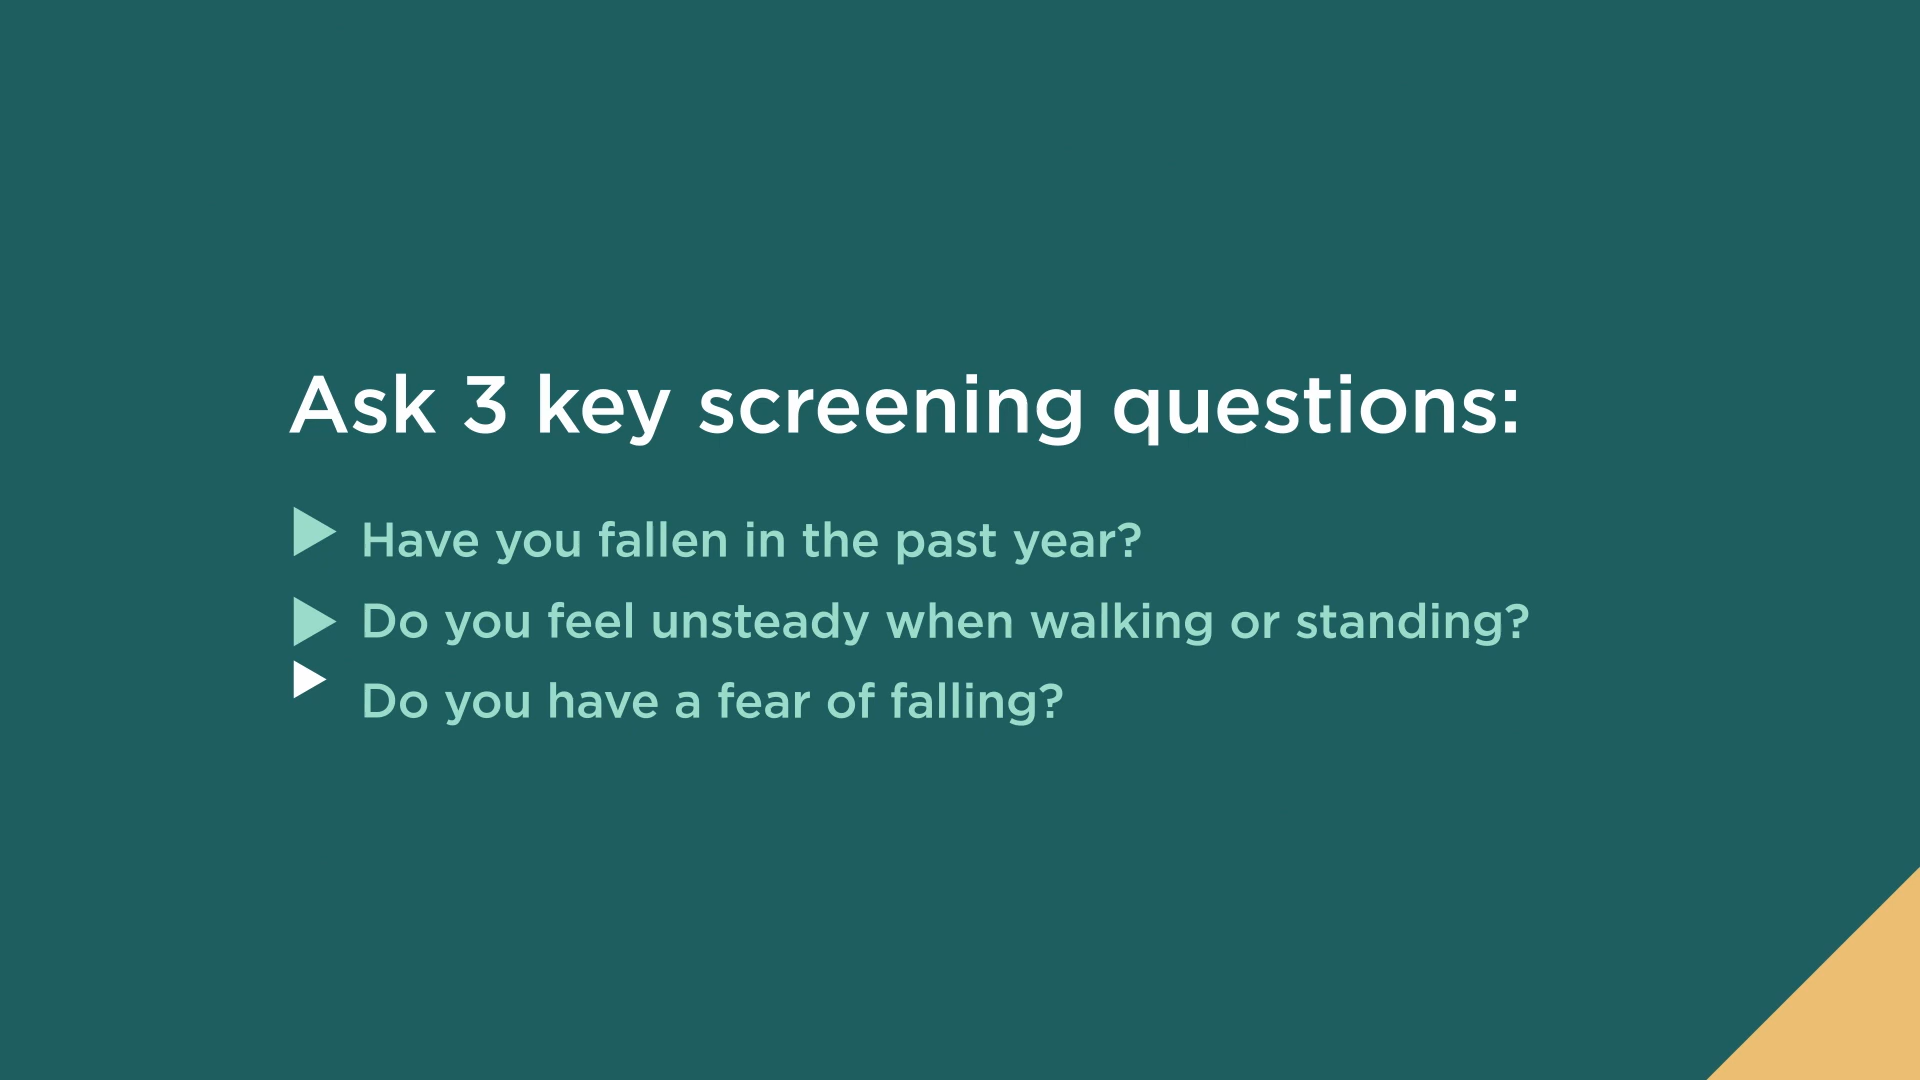 Ask 3 key screening questions:
Have you fallen in the past year?
Do you feel unsteady when walking or standing?
Do you have a fear of falling?